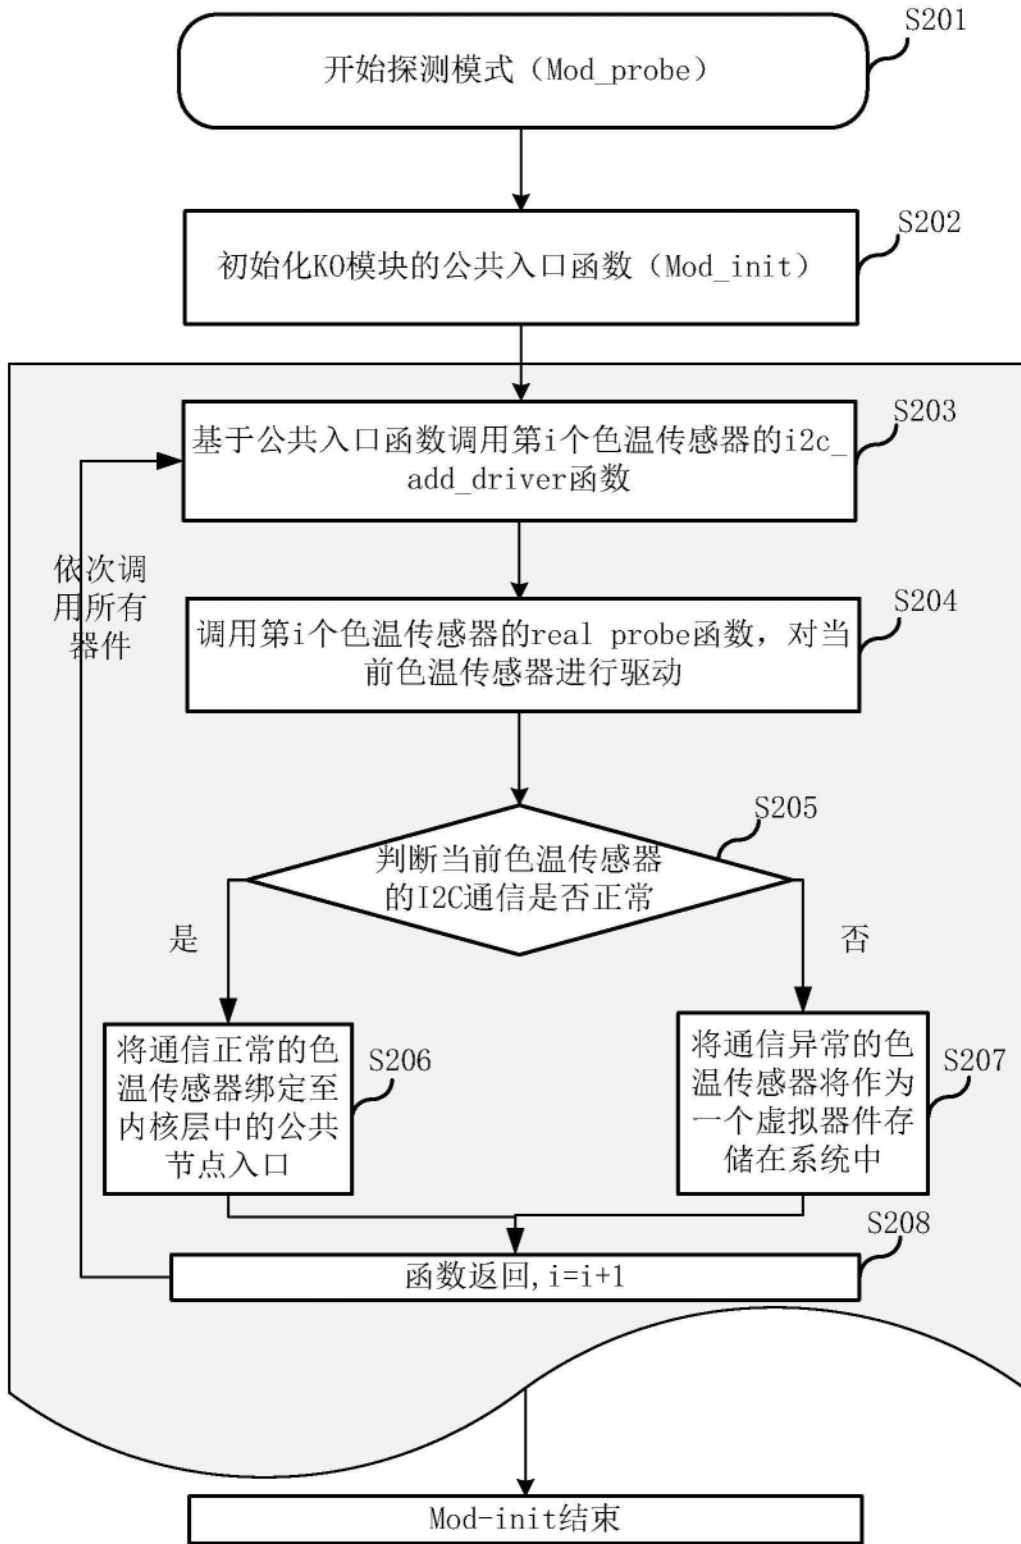 S201
开始探测模式（Mod_probe）
S202
初始化KO模块的公共入口函数（Mod_init）
S203
基于公共入口函数调用第i个色温传感器的i2c_
add_driver函数
依次调
用所有
器件
S204
调用第i个色温传感器的real probe函数，对当
前色温传感器进行驱动
S205
判断当前色温传感器
的I2C通信是否正常
是
否
S206
将通信正常的色
温传感器绑定至
内核层中的公共
节点入口
S207
将通信异常的色
温传感器将作为
一个虚拟器件存
储在系统中
S208
函数返回,i=i+1
Mod-init结束